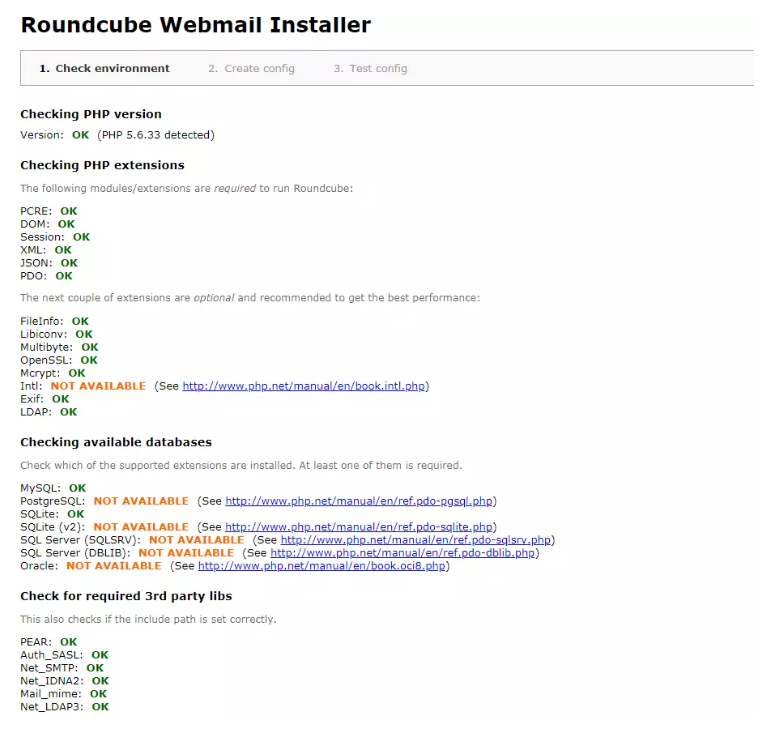 Roundcube Webmail Installer
1. Check environment 2. Create config 3. Test config
Checking PHP version
Version: OK (PHP 5.6.33 detected)
Checking PHP extensions
The following modules/extensions are required to run Roundcube:
PCRE: OK
DOM: OK
Session: OK
XML: OK
JSON: OK
PDO: OK
The next couple of extensions are optional and recommended to get the best performance:
FileInfo: OK
Libiconv: OK
Multibyte: OK
OpenSSL: OK
Mcrypt: OK
Intl: NOT AVAILABLE (See http://www.php.net/manual/en/book.intl.php)
Exif: OK
LDAP: OK
Checking available databases
Check which of the supported extensions are installed. At least one of them is required.
MySQL: OK
PostgreSQL: NOT AVAILABLE (See http://www.php.net/manual/en/ref.pdo-pgsql.php)
SQLite: OK
SQLite (v2): NOT AVAILABLE (See http://www.php.net/manual/en/ref.pdo-sqlite.php)
SQL Server (SQLSRV): NOT AVAILABLE (See http://www.php.net/manual/en/ref.pdo-sqlsrv.php)
SQL Server (DBLIB): NOT AVAILABLE (See http://www.php.net/manual/en/ref.pdo-dblib.php)
Oracle: NOT AVAILABLE (See http://www.php.net/manual/en/book.oci8.php)
Check for required 3rd party libs
This also checks if the include path is set correctly.
PEAR: OK
Auth_SASL: OK
Net_SMTP: OK
Net_IDNA2: OK
Mail_mime: OK
Net_LDAP3: OK